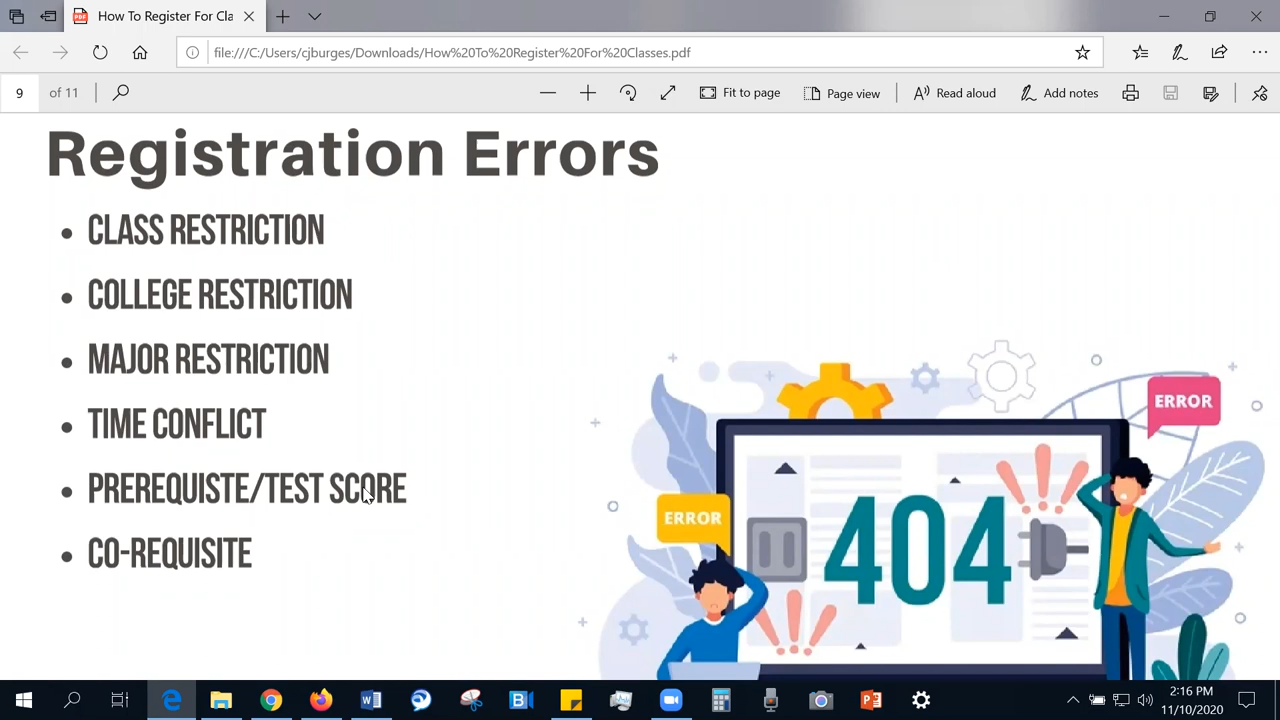 How To Register For Cla
file:///C:/Users/cjburges/Downloads/How%20To%20Register%20For%20Classes.pdf
9 of 11
Fit to page
Page view
Read aloud
Add notes
Registration Errors
• CLASS RESTRICTION
• COLLEGE RESTRICTION
• MAJOR RESTRICTION
• TIME CONFLICT
• PREREQUISTE/TEST SCORE
• CO-REQUISITE
ERROR
ERROR
404
2:16 PM
11/10/2020